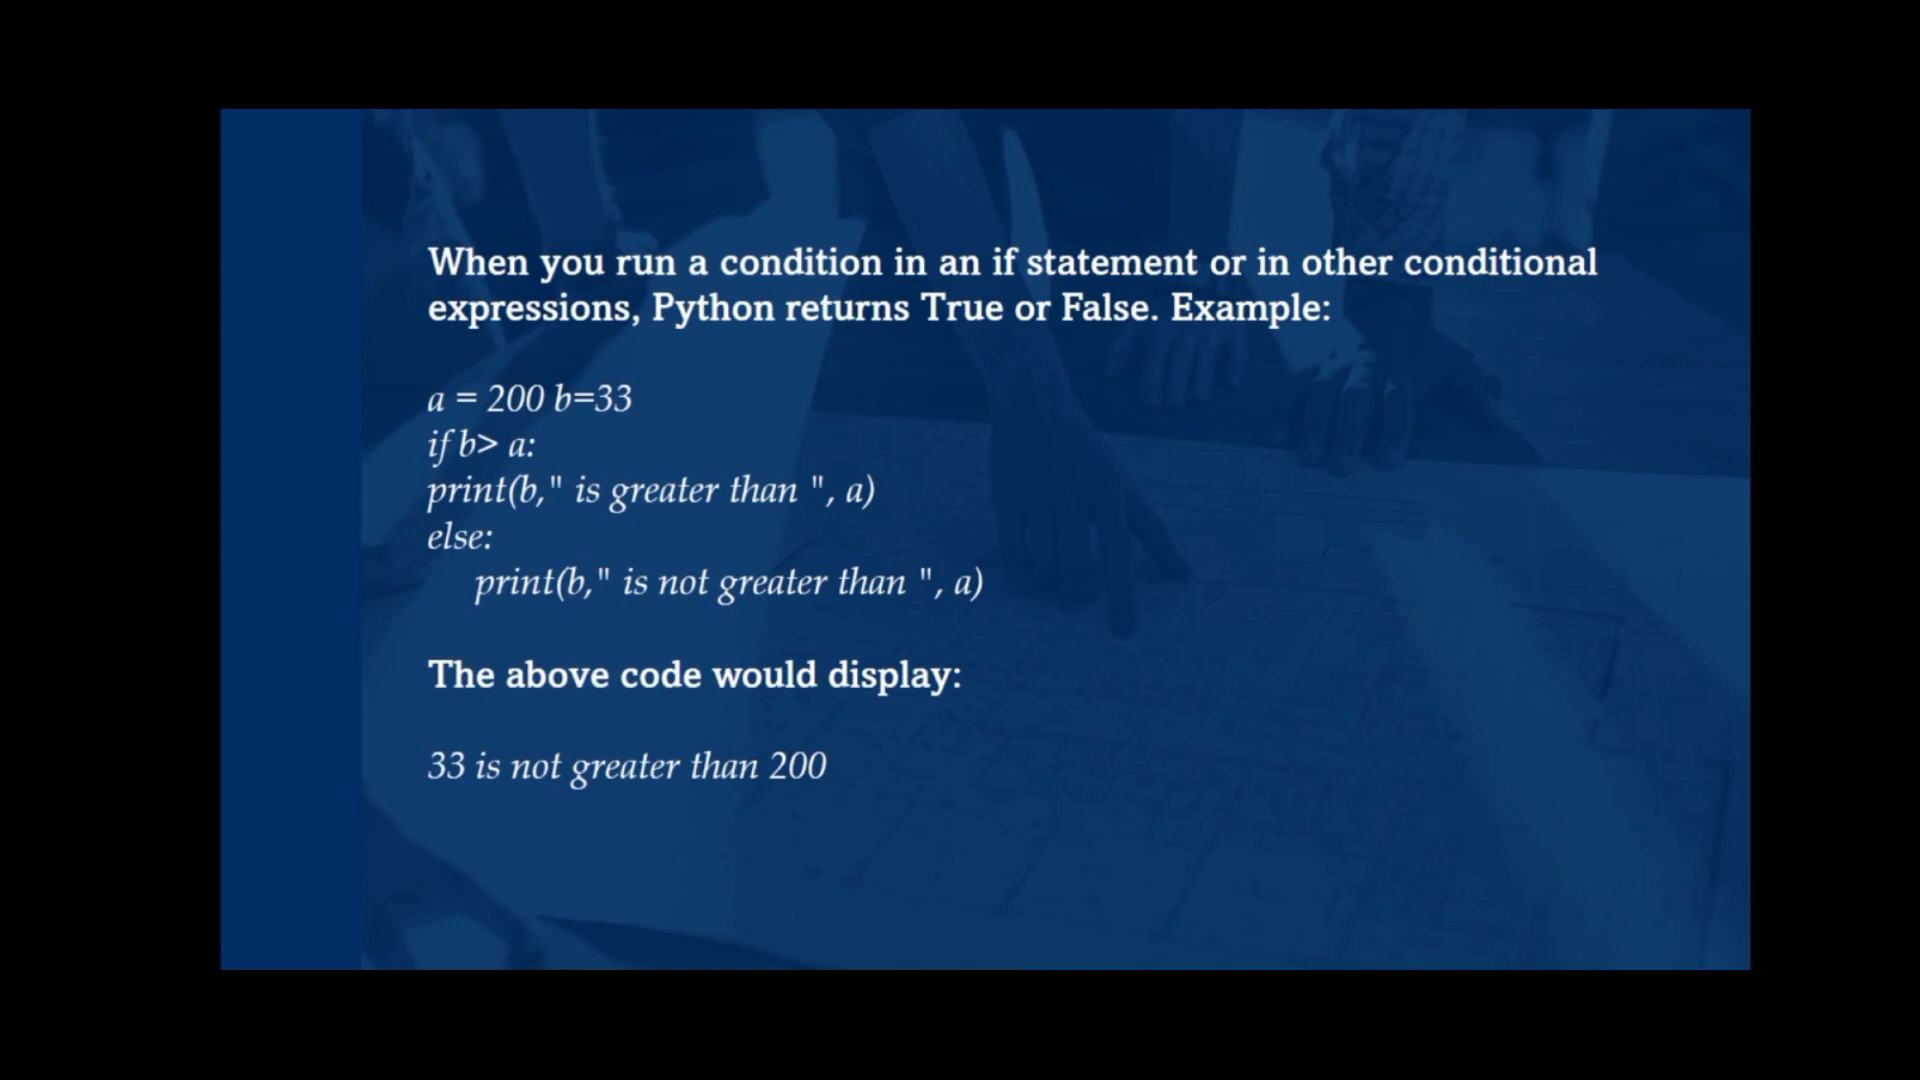 When you run a condition in an if statement or in other conditional
expressions, Python returns True or False. Example:
a = 200 b=33
if b> a:
print(b," is greater than ", a)
else:
print(b," is not greater than ", a)
The above code would display:
33 is not greater than 200